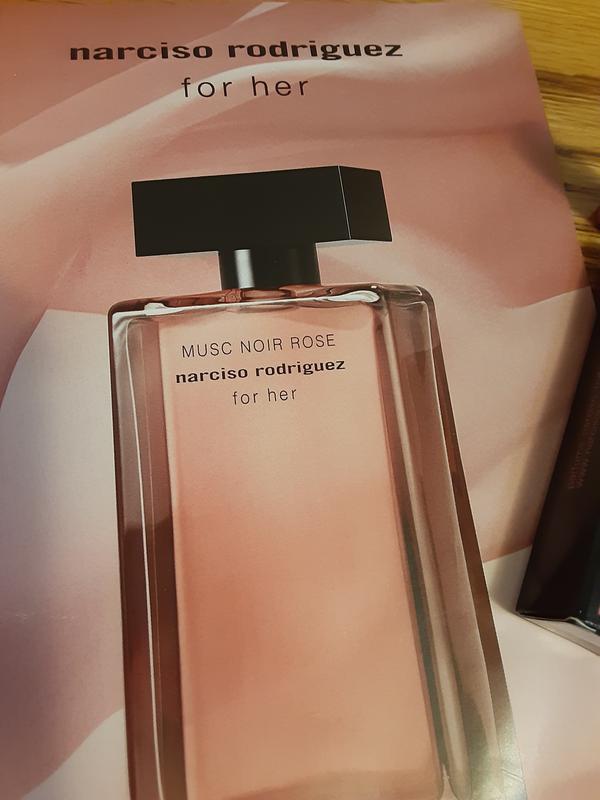 narciso rodriguez
for her
MUSC NOIR ROSE
narciso rodriguez
for her